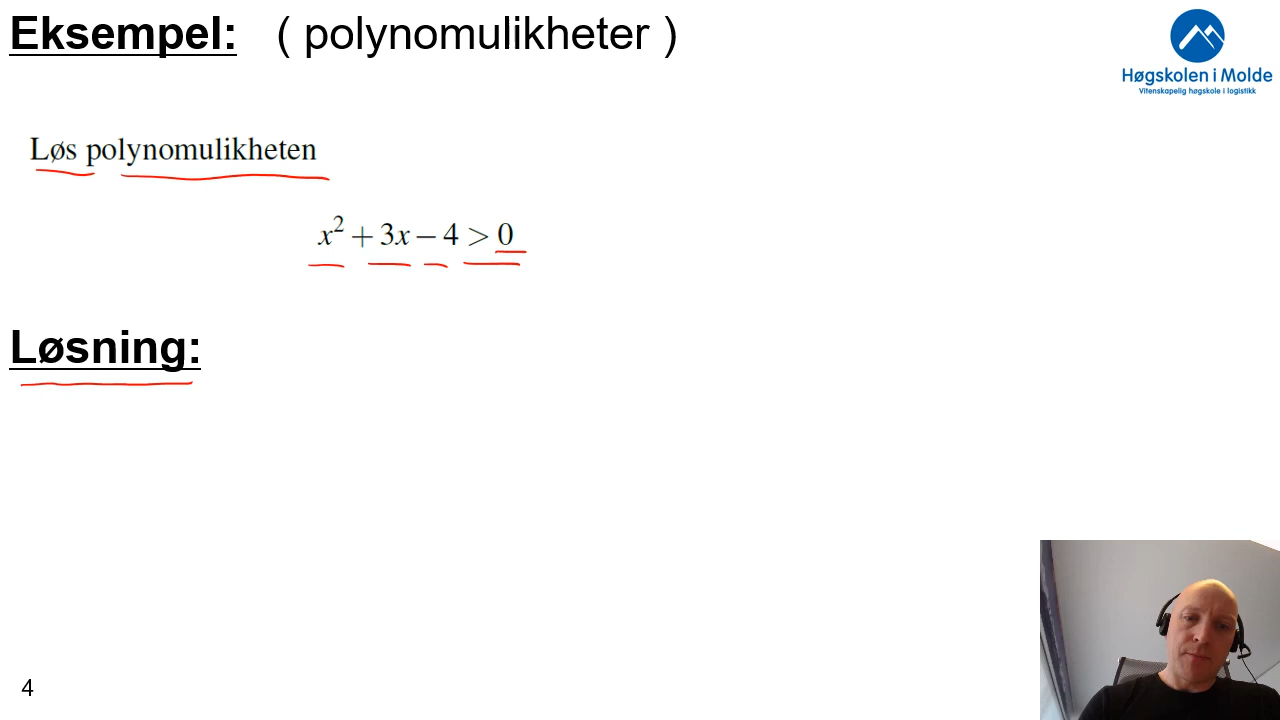 Eksempel: ( polynomulikheter )
Høgskolen i Molde
Vitenskapelig høgskole i logistikk
Løs polynomulikheten
x² + 3x − 4 > 0
Løsning:
4